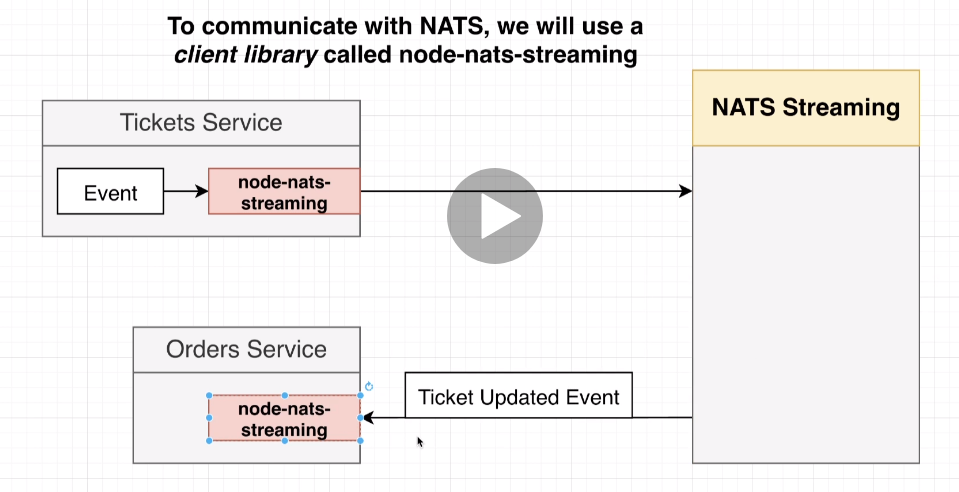 To communicate with NATS, we will use a
client library called node-nats-streaming
NATS Streaming
Tickets Service
Event
node-nats-
streaming
Orders Service
node-nats-
streaming
Ticket Updated Event